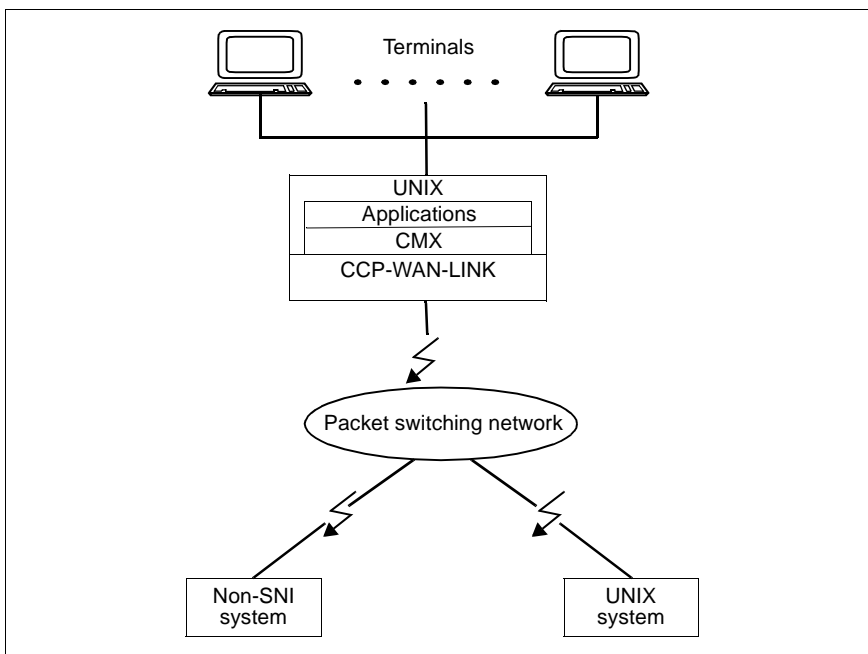 Terminals
UNIX
Applications
CMX
CCP-WAN-LINK
Packet switching network
Non-SNI
system
UNIX
system